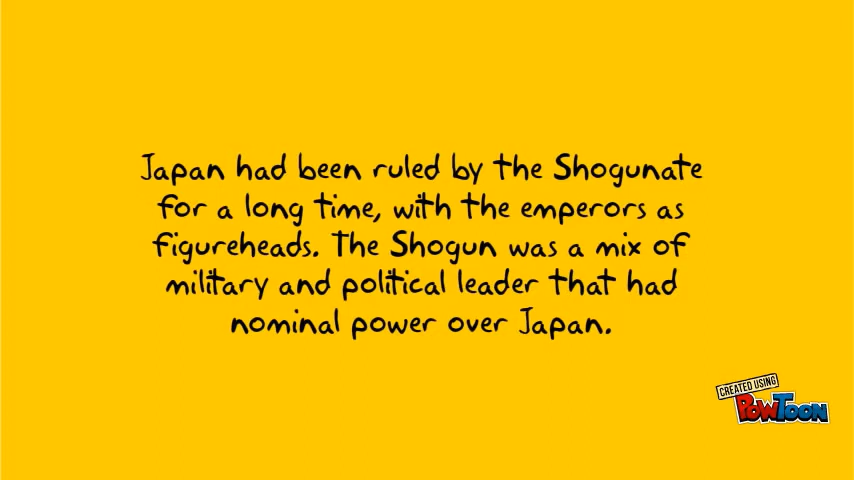 Japan had been ruled by the Shogunate
for a long time, with the emperors as
figureheads. The Shogun was a mix of
military and political leader that had
nominal power over Japan.
CREATED USING
POWTOON